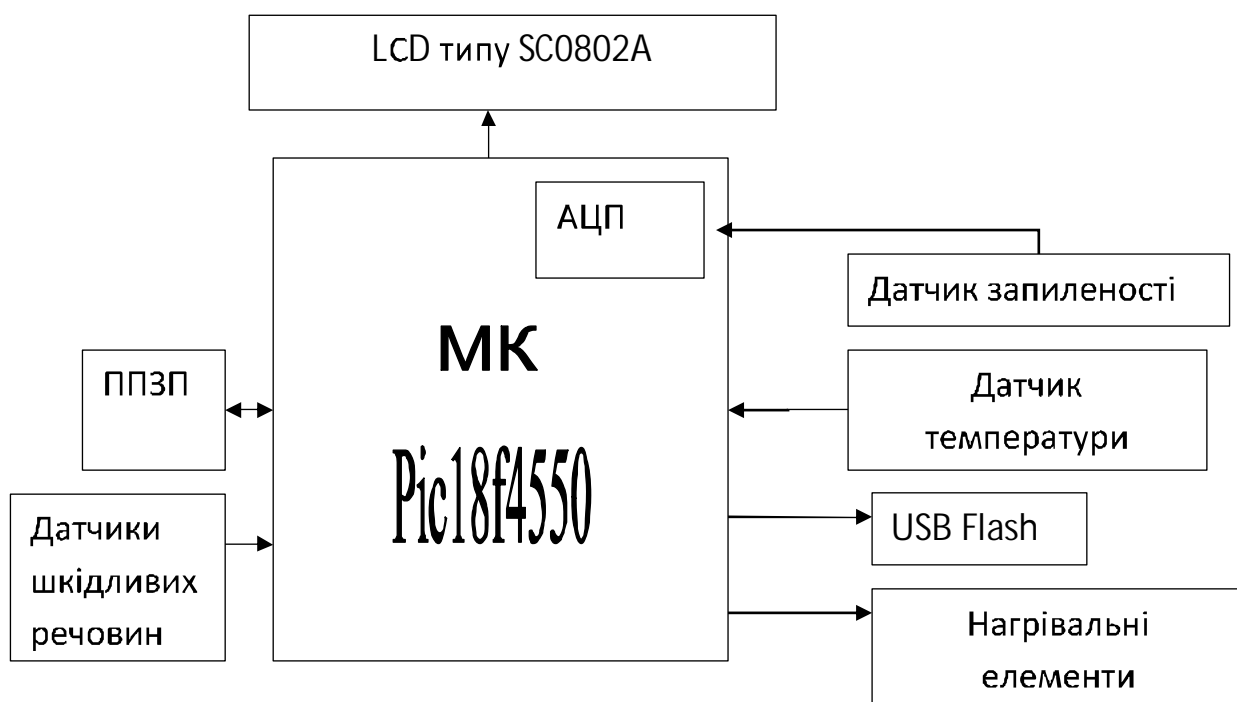 LCD типу SC0802A
АЦП
Датчик запиленості
МК
ППЗП
Датчик
температури
Pic18f4550
Датчики
шкідливих
речовин
USB Flash
Нагрівальні
елементи